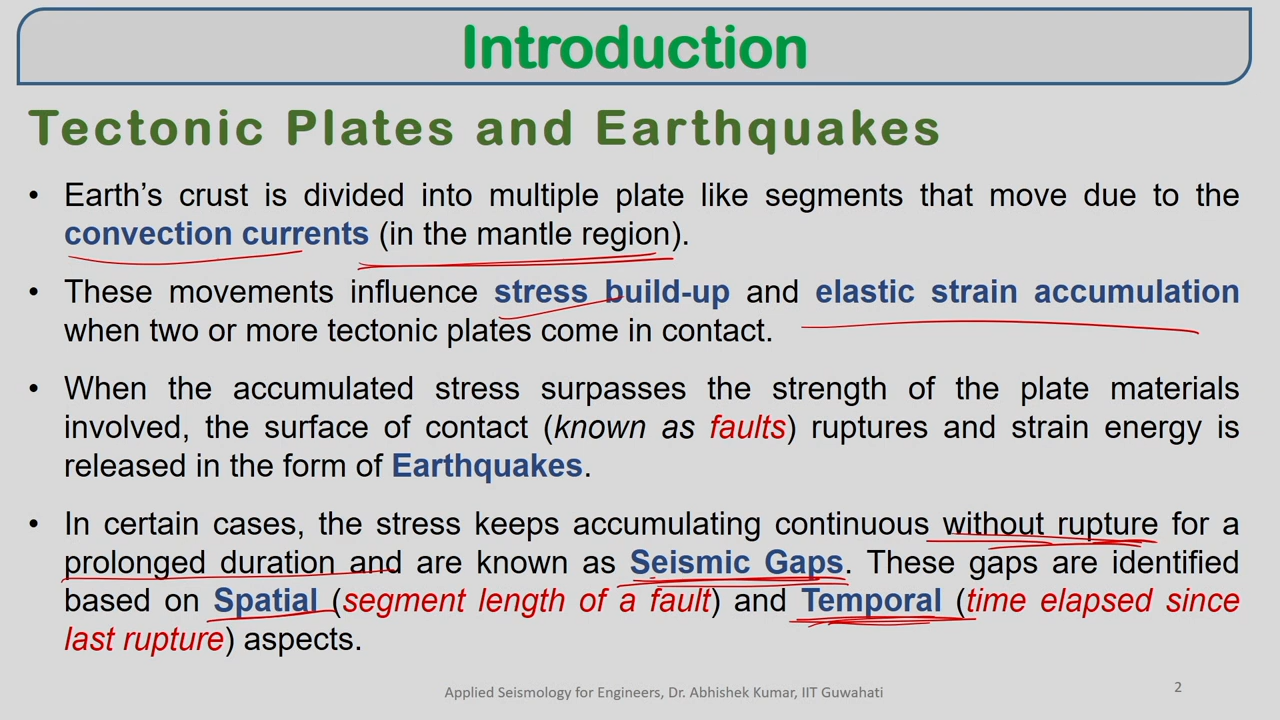 Introduction
Tectonic Plates and Earthquakes
• Earth’s crust is divided into multiple plate like segments that move due to the
convection currents (in the mantle region).
• These movements influence stress build-up and elastic strain accumulation
when two or more tectonic plates come in contact.
• When the accumulated stress surpasses the strength of the plate materials
involved, the surface of contact (known as faults) ruptures and strain energy is
released in the form of Earthquakes.
• In certain cases, the stress keeps accumulating continuous without rupture for a
prolonged duration and are known as Seismic Gaps. These gaps are identified
based on Spatial (segment length of a fault) and Temporal (time elapsed since
last rupture) aspects.
Applied Seismology for Engineers, Dr. Abhishek Kumar, IIT Guwahati
2